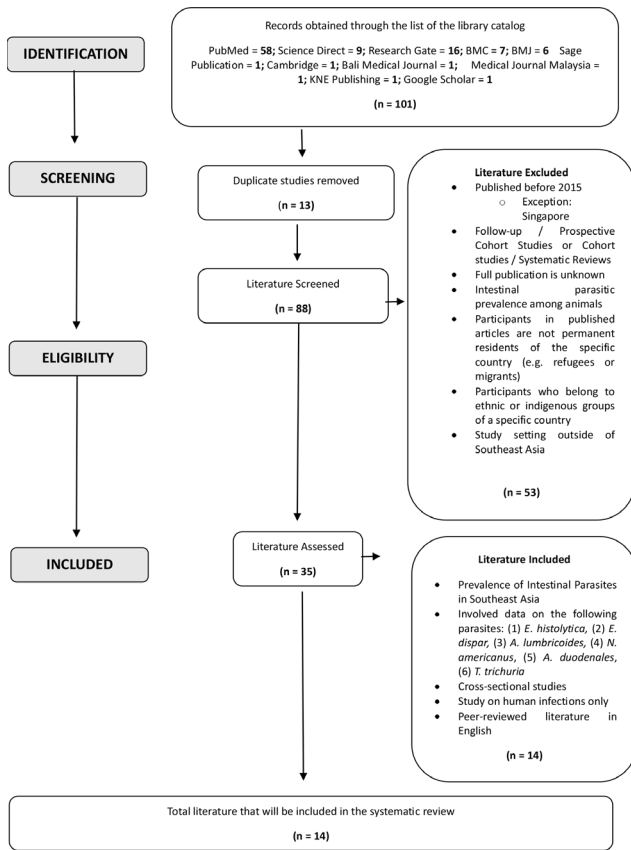 IDENTIFICATION
Records obtained through the list of the library catalog
PubMed = 58; Science Direct = 9; Research Gate = 16; BMC = 7; BMJ = 6 Sage
Publication = 1; Cambridge = 1; Bali Medical Journal = 1; Medical Journal Malaysia =
1; KNE Publishing = 1; Google Scholar = 1
(n = 101)
SCREENING
Duplicate studies removed
(n = 13)
Literature Screened
(n = 88)
Literature Excluded
• Published before 2015
o Exception:
Singapore
• Follow-up / Prospective
Cohort Studies or Cohort
studies / Systematic Reviews
• Full publication is unknown
• Intestinal parasitic
prevalence among animals
• Participants in published
articles are not permanent
residents of the specific
country (e.g. refugees or
migrants)
• Participants who belong to
ethnic or indigenous groups
of a specific country
• Study setting outside of
Southeast Asia
(n = 53)
ELIGIBILITY
INCLUDED
Literature Assessed
(n = 35)
Literature Included
• Prevalence of Intestinal Parasites
in Southeast Asia
• Involved data on the following
parasites: (1) E. histolytica, (2) E.
dispar, (3) A. lumbricoides, (4) N.
americanus, (5) A. duodenales,
(6) T. trichuria
• Cross-sectional studies
• Study on human infections only
• Peer-reviewed literature in
English
(n = 14)
Total literature that will be included in the systematic review
(n = 14)